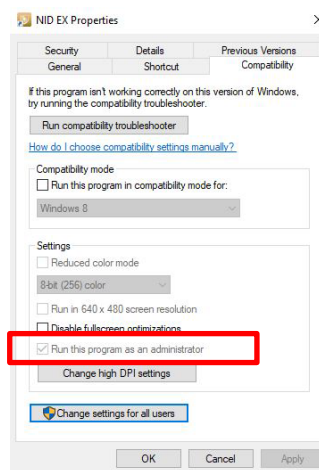 NID EX Properties
Security Details Previous Versions
General Shortcut Compatibility
If this program isn't working correctly on this version of Windows,
try running the compatibility troubleshooter.
Run compatibility troubleshooter
How do I choose compatibility settings manually?
Compatibility mode
Run this program in compatibility mode for:
Windows 8
Settings
Reduced color mode
8-bit (256) color
Run in 640 x 480 screen resolution
Disable fullscreen optimizations
Run this program as an administrator
Change high DPI settings
Change settings for all users
OK Cancel Apply